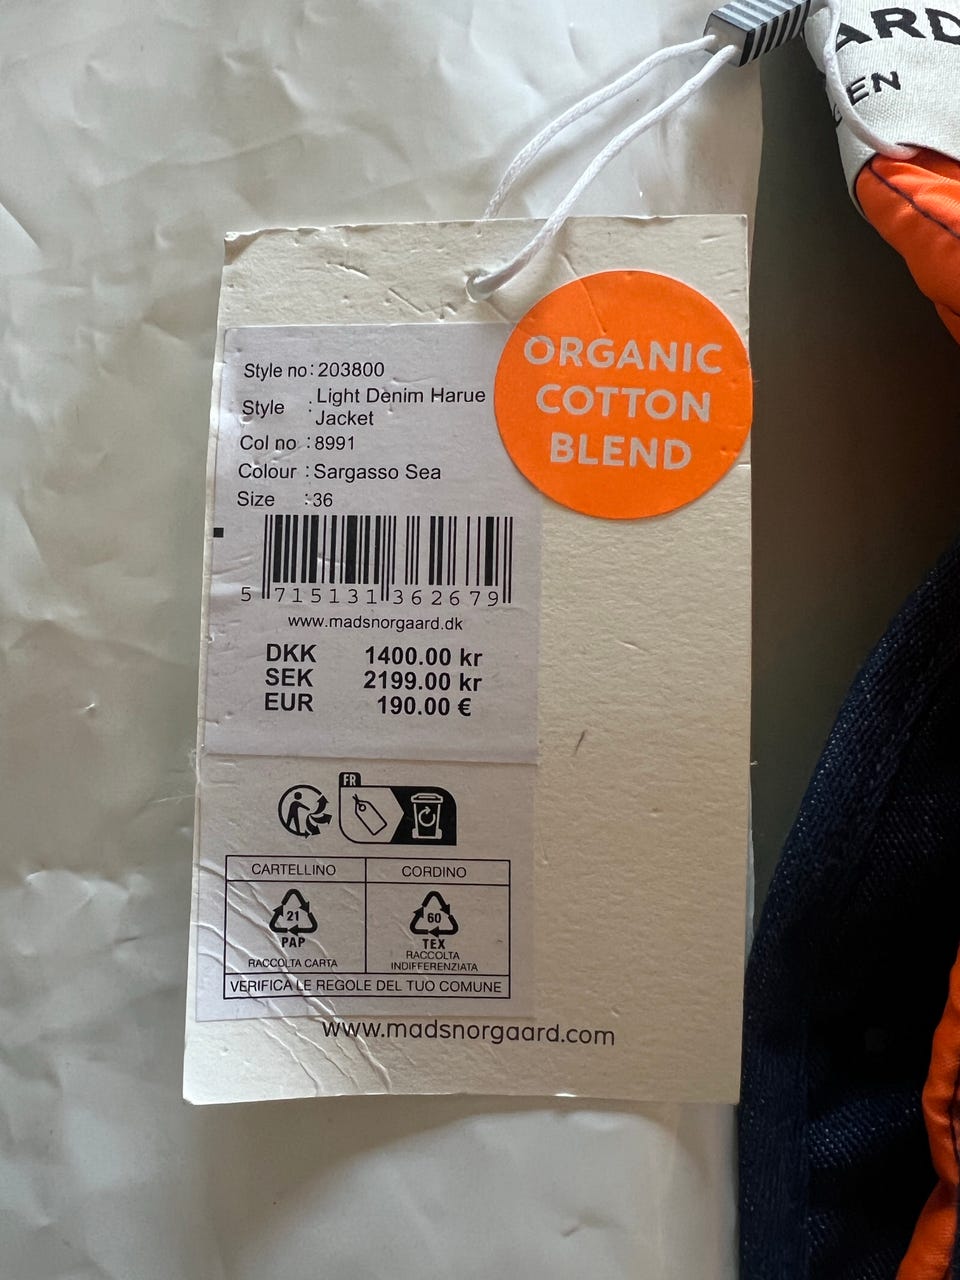 ARD
EN
ORGANIC
COTTON
BLEND
Style no : 203800
Style : Light Denim Harue
Jacket
Col no : 8991
Colour : Sargasso Sea
Size : 36
5 715131 362679
www.madsnorgaard.dk
DKK 1400.00 kr
SEK 2199.00 kr
EUR 190.00 €
FR
CARTELLINO CORDINO
21 60
PAP TEX
RACCOLTA CARTA RACCOLTA
INDIFFERENZIATA
VERIFICA LE REGOLE DEL TUO COMUNE
www.madsnorgaard.com